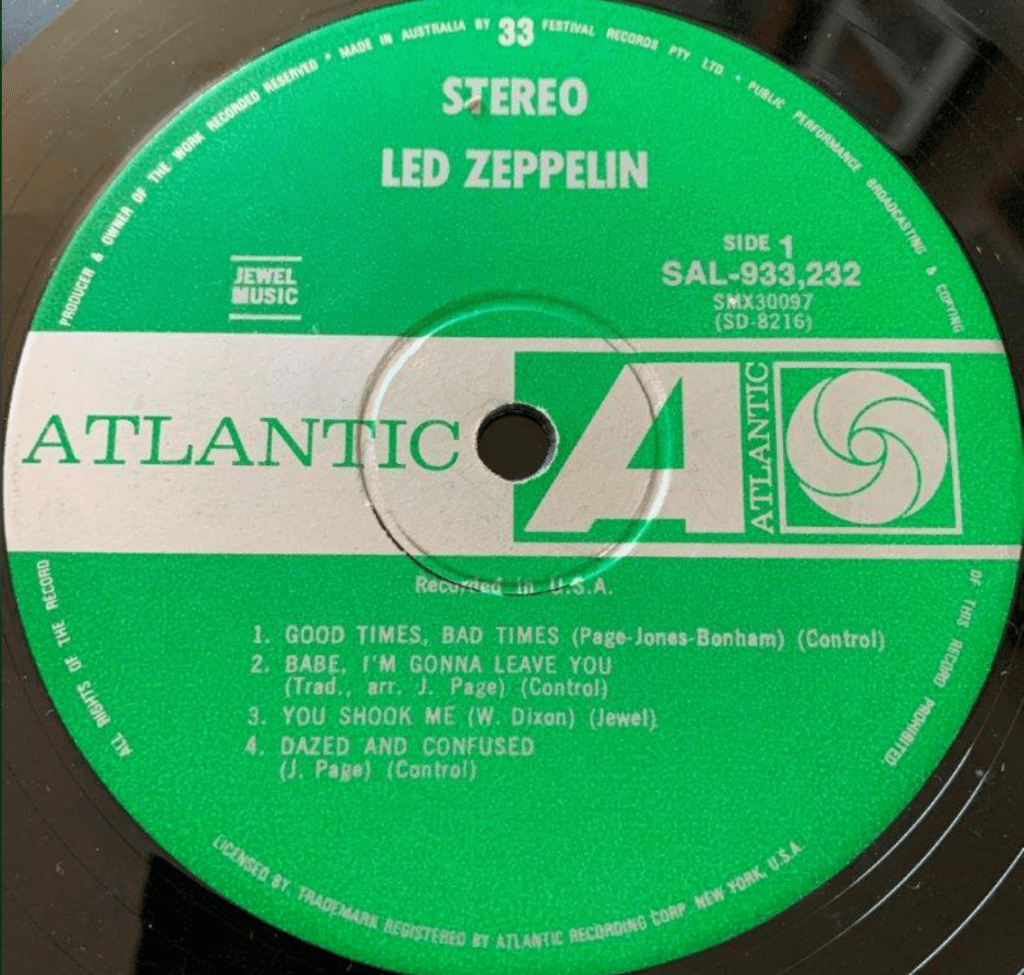 PRODUCER & OWNER OF THE WORK RECORDED RESERVED • MADE IN AUSTRALIA BY 33 FESTIVAL RECORDS PTY LTD • PUBLIC PERFORMANCE BROADCASTING & COPYING
STEREO
LED ZEPPELIN
JEWEL
MUSIC
SIDE 1
SAL-933,232
SMX30097
(SD-8216)
ATLANTIC
A
ATLANTIC
Recorded in U.S.A.
1. GOOD TIMES, BAD TIMES (Page-Jones-Bonham) (Control)
2. BABE, I'M GONNA LEAVE YOU
(Trad., arr. J. Page) (Control)
3. YOU SHOOK ME (W. Dixon) (Jewel)
4. DAZED AND CONFUSED
(J. Page) (Control)
ALL RIGHTS OF THE RECORD
OF THIS RECORD PROHIBITED.
LICENSED BY TRADEMARK REGISTERED BY ATLANTIC RECORDING CORP NEW YORK, U.S.A.